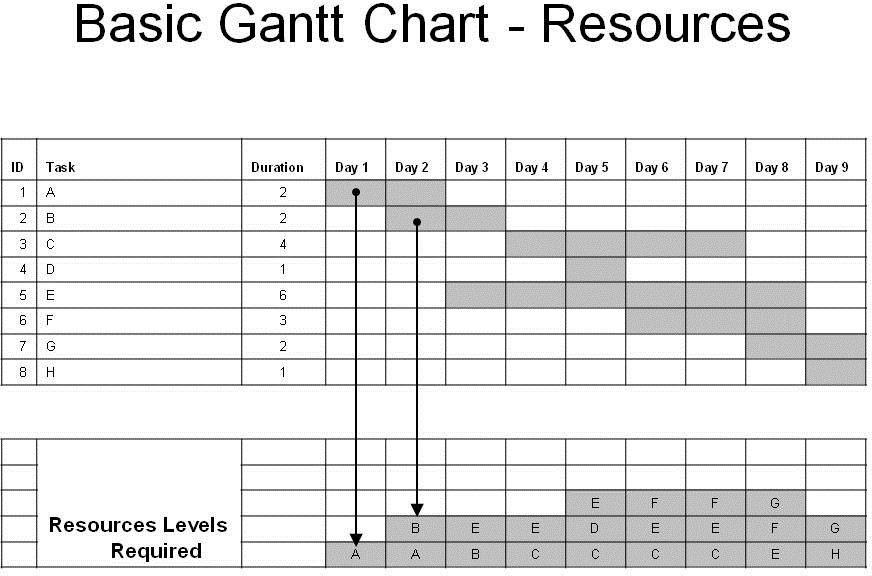 Basic Gantt Chart - Resources
ID Task Duration Day 1 Day 2 Day 3 Day 4 Day 5 Day 6 Day 7 Day 8 Day 9
1 A 2
2 B 2
3 C 4
4 D 1
5 E 6
6 F 3
7 G 2
8 H 1
E F F G
Resources Levels B E E D E E F G
Required A A B C C C C E H